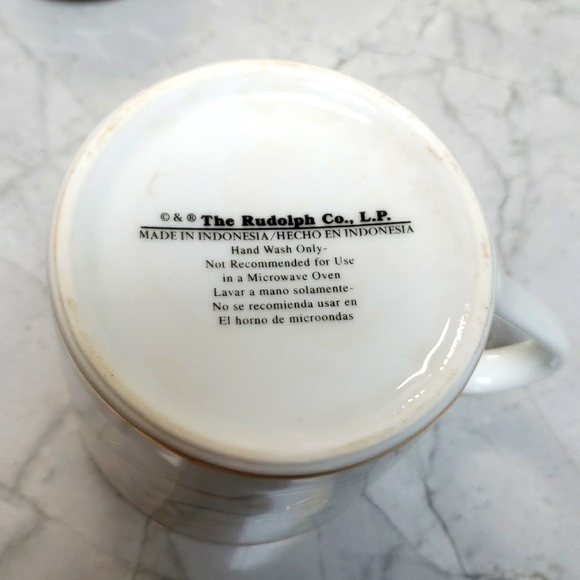 © & ® The Rudolph Co., L.P.
MADE IN INDONESIA/HECHO EN INDONESIA
Hand Wash Only-
Not Recommended for Use
in a Microwave Oven
Lavar a mano solamente-
No se recomienda usar en
El horno de microondas